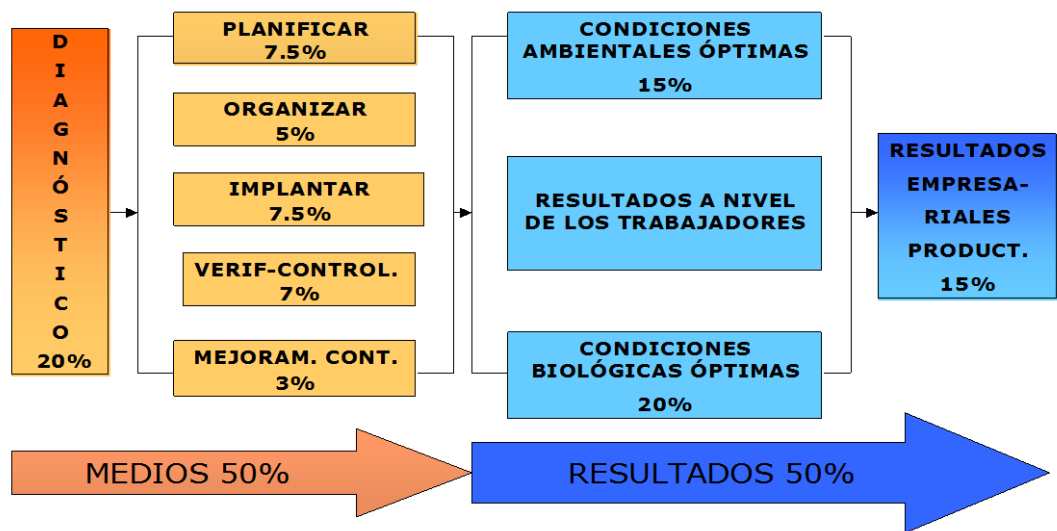 DIAGNÓSTICO
20%
PLANIFICAR
7.5%
ORGANIZAR
5%
IMPLANTAR
7.5%
VERIF-CONTROL.
7%
MEJORAM. CONT.
3%
CONDICIONES
AMBIENTALES ÓPTIMAS
15%
RESULTADOS A NIVEL
DE LOS TRABAJADORES
CONDICIONES
BIOLÓGICAS ÓPTIMAS
20%
RESULTADOS
EMPRESA-
RIALES
PRODUCT.
15%
MEDIOS 50%
RESULTADOS 50%